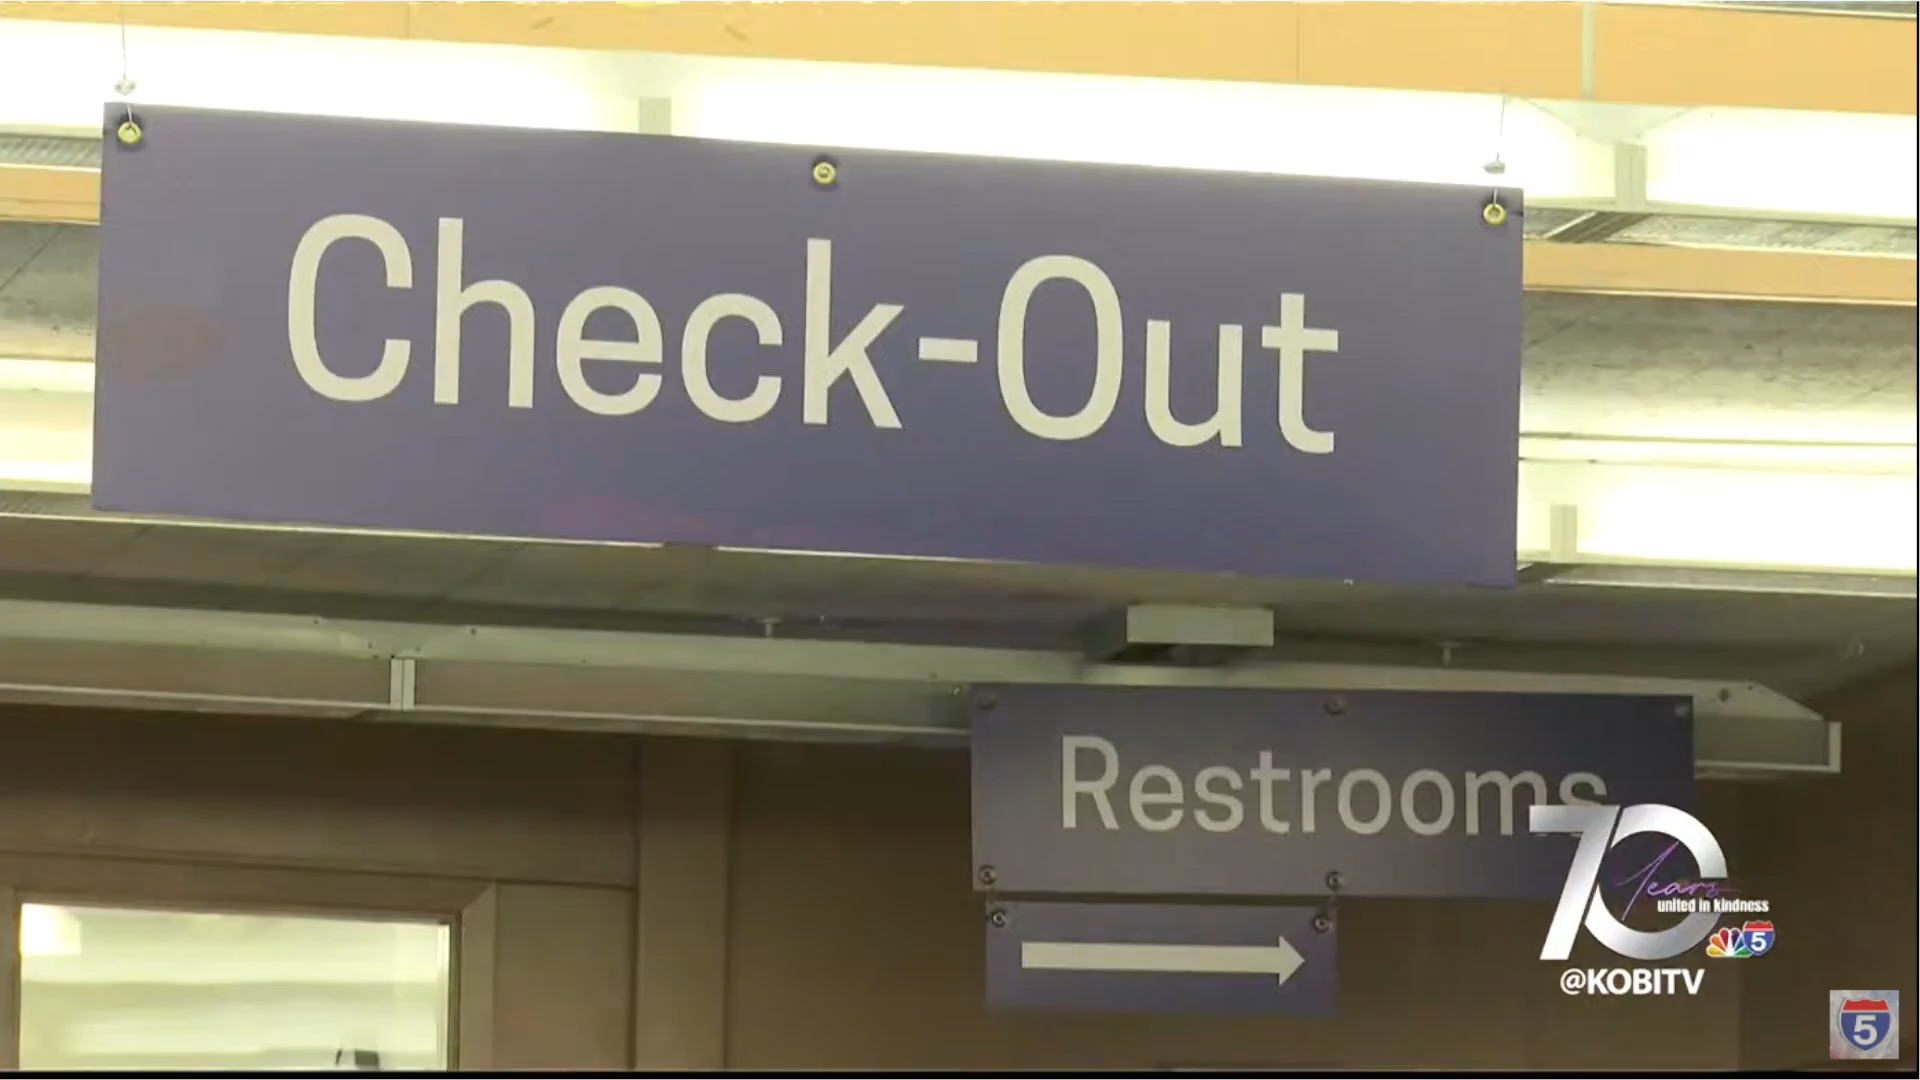 Check-Out
Restrooms
70
Years
united in kindness
5
@KOBITV
5